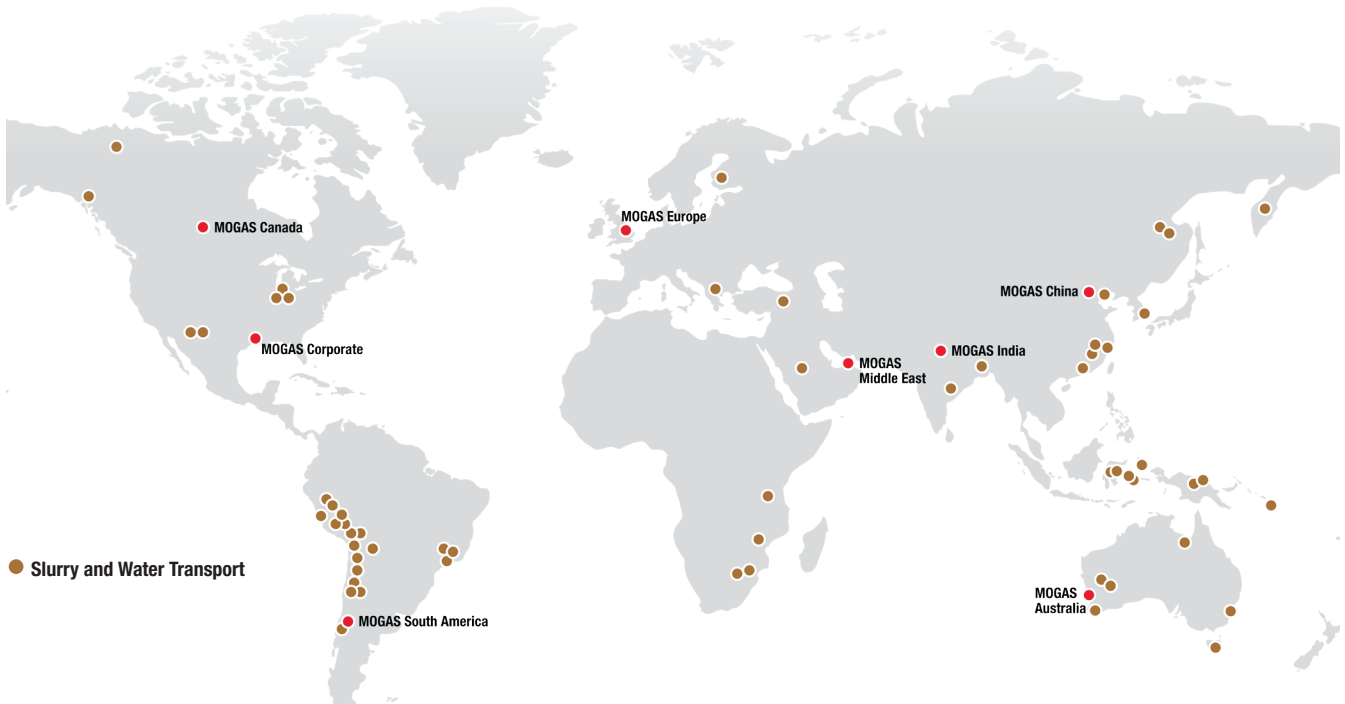 MOGAS Europe
MOGAS Canada
MOGAS China
MOGAS Corporate
MOGAS India
MOGAS
Middle East
Slurry and Water Transport
MOGAS
Australia
MOGAS South America